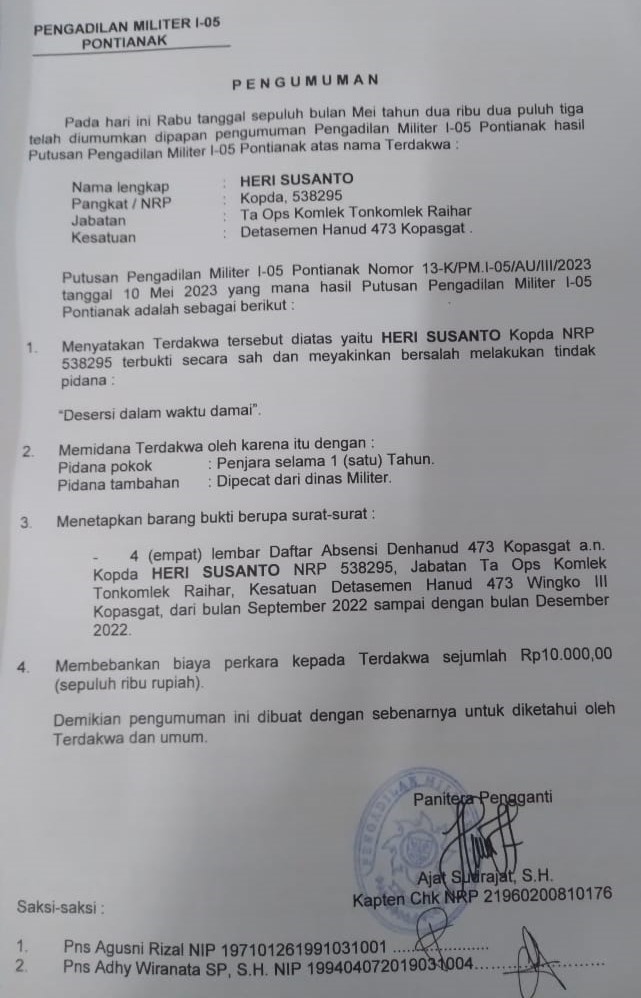 PENGADILAN MILITER I-05
PONTIANAK
PENGUMUMAN
Pada hari ini Rabu tanggal sepuluh bulan Mei tahun dua ribu dua puluh tiga
telah diumumkan dipapan pengumuman Pengadilan Militer I-05 Pontianak hasil
Putusan Pengadilan Militer I-05 Pontianak atas nama Terdakwa :
Nama lengkap : HERI SUSANTO
Pangkat / NRP : Kopda, 538295
Jabatan : Ta Ops Komlek Tonkomlek Raihar
Kesatuan : Detasemen Hanud 473 Kopasgat .
Putusan Pengadilan Militer I-05 Pontianak Nomor 13-K/PM.I-05/AU/III/2023
tanggal 10 Mei 2023 yang mana hasil Putusan Pengadilan Militer I-05
Pontianak adalah sebagai berikut :
1. Menyatakan Terdakwa tersebut diatas yaitu HERI SUSANTO Kopda NRP
538295 terbukti secara sah dan meyakinkan bersalah melakukan tindak
pidana :
"Desersi dalam waktu damai".
2. Memidana Terdakwa oleh karena itu dengan :
Pidana pokok : Penjara selama 1 (satu) Tahun.
Pidana tambahan : Dipecat dari dinas Militer.
3. Menetapkan barang bukti berupa surat-surat :
- 4 (empat) lembar Daftar Absensi Denhanud 473 Kopasgat a.n.
Kopda HERI SUSANTO NRP 538295, Jabatan Ta Ops Komlek
Tonkomlek Raihar, Kesatuan Detasemen Hanud 473 Wingko III
Kopasgat, dari bulan September 2022 sampai dengan bulan Desember
2022.
4. Membebankan biaya perkara kepada Terdakwa sejumlah Rp10.000,00
(sepuluh ribu rupiah).
Demikian pengumuman ini dibuat dengan sebenarnya untuk diketahui oleh
Terdakwa dan umum.
Panitera Pengganti
Ajat Sudrajat, S.H.
Kapten Chk NRP 21960200810176
Saksi-saksi :
1. Pns Agusni Rizal NIP 197101261991031001 ....................
2. Pns Adhy Wiranata SP, S.H. NIP 199404072019031004....................
PENGADILAN MIL